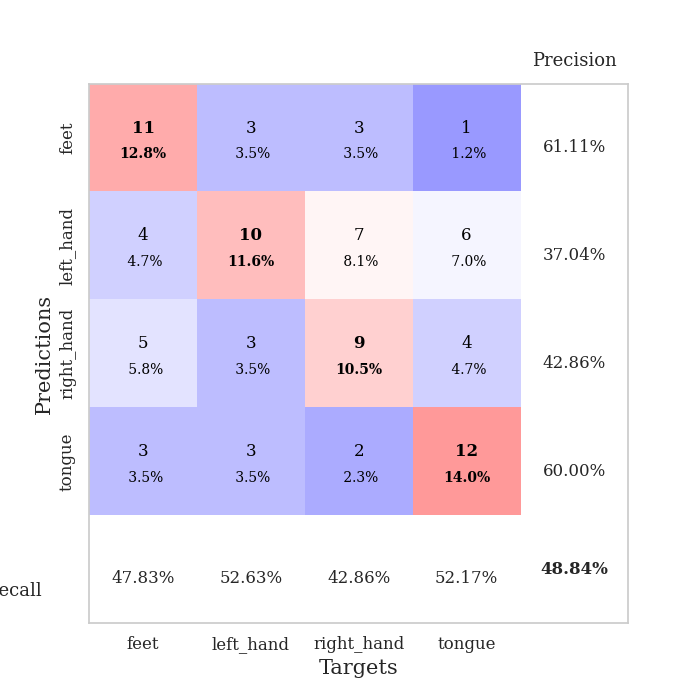 Precision
feet 11 3 3 1 61.11%
12.8% 3.5% 3.5% 1.2%
left_hand 4 10 7 6 37.04%
4.7% 11.6% 8.1% 7.0%
right_hand 5 3 9 4 42.86%
5.8% 3.5% 10.5% 4.7%
tongue 3 3 2 12 60.00%
3.5% 3.5% 2.3% 14.0%
Predictions
ecall 47.83% 52.63% 42.86% 52.17% 48.84%
feet left_hand right_hand tongue
Targets